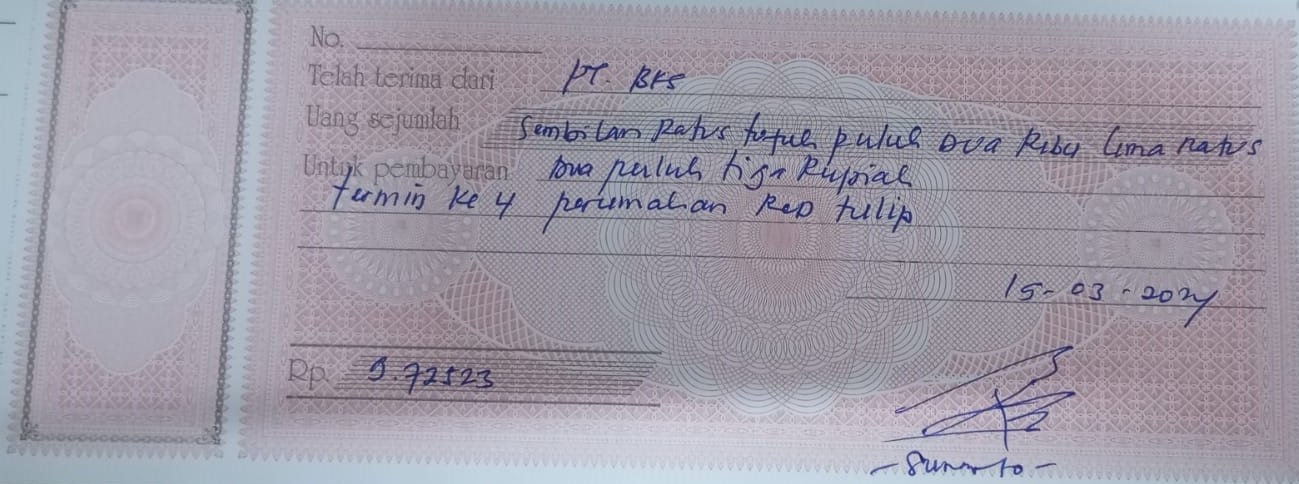 No.
Telah terima dari PT. BKS
Uang sejumlah Sembilan Ratus tujuh puluh Dua Ribu Lima Ratus
Untuk pembayaran Dua puluh tiga Rupiah
termin ke 4 perumahan Red tulip
15-03-2024
Rp. 9.72523
- Sunarto -